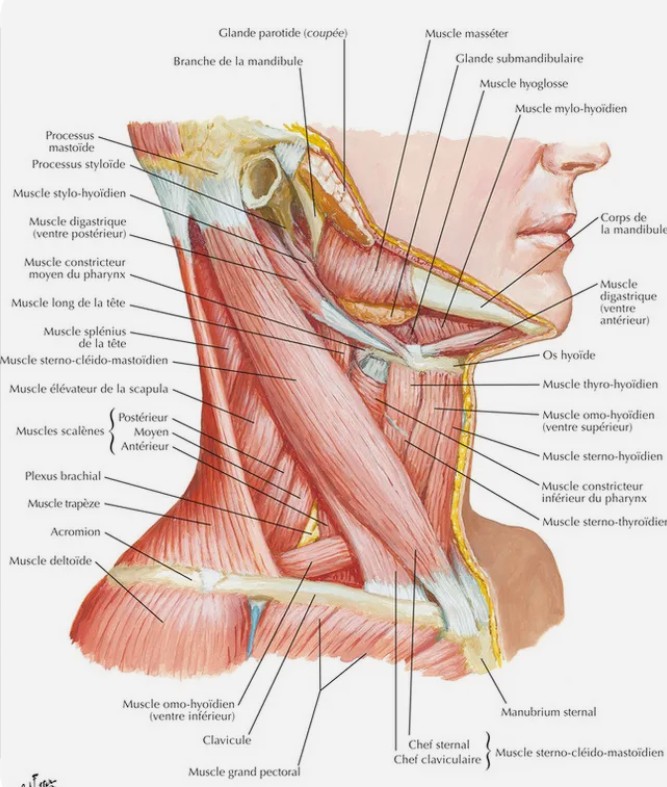 Glande parotide (coupée)
Branche de la mandibule
Muscle masséter
Glande submandibulaire
Muscle hyoglosse
Muscle mylo-hyoïdien
Processus
mastoïde
Processus styloïde
Muscle stylo-hyoïdien
Muscle digastrique
(ventre postérieur)
Muscle constricteur
moyen du pharynx
Muscle long de la tête
Muscle splénius
de la tête
Muscle sterno-cléido-mastoïdien
Muscle élévateur de la scapula
Muscles scalènes
Postérieur
Moyen
Antérieur
Plexus brachial
Muscle trapèze
Acromion
Muscle deltoïde
Corps de
la mandibule
Muscle
digastrique
(ventre
antérieur)
Os hyoïde
Muscle thyro-hyoïdien
Muscle omo-hyoïdien
(ventre supérieur)
Muscle sterno-hyoïdien
Muscle constricteur
inférieur du pharynx
Muscle sterno-thyroïdien
Muscle omo-hyoïdien
(ventre inférieur)
Clavicule
Muscle grand pectoral
Manubrium sternal
Chef sternal
Chef claviculaire
Muscle sterno-cléido-mastoïdien